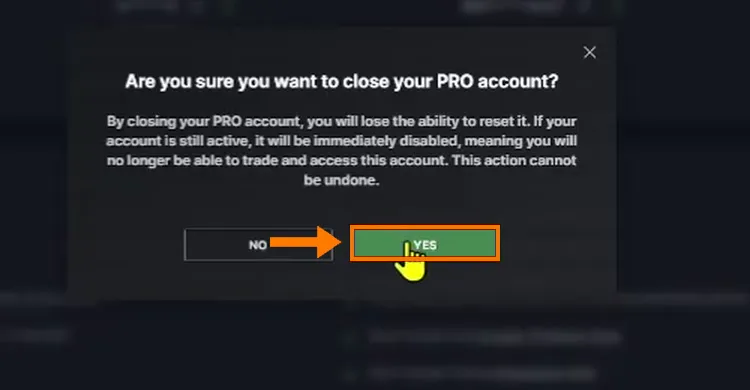 Are you sure you want to close your PRO account?
By closing your PRO account, you will lose the ability to reset it. If your
account is still active, it will be immediately disabled, meaning you will
no longer be able to trade and access this account. This action cannot
be undone.
NO
YES